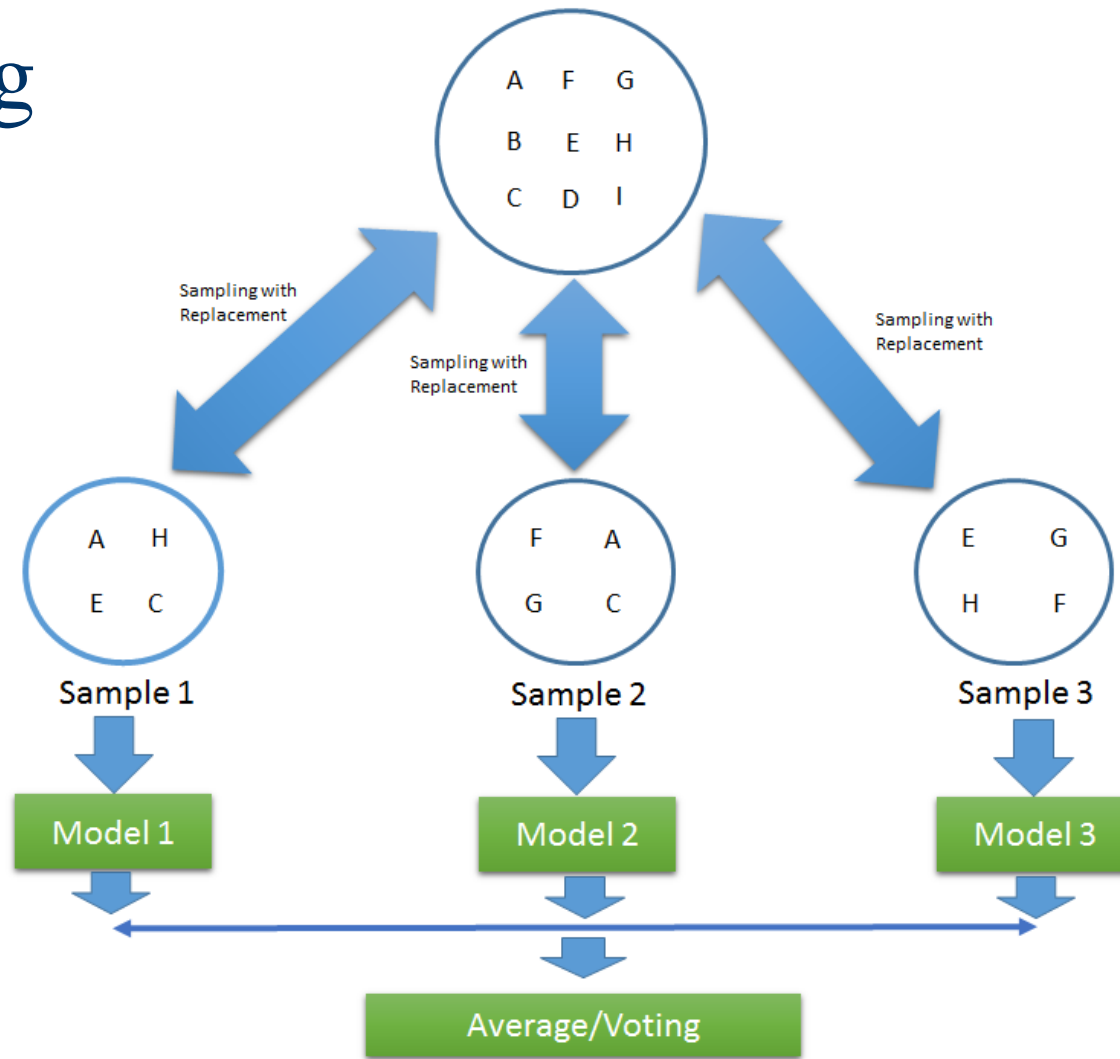 g
A F G
B E H
C D I
Sampling with
Replacement
Sampling with
Replacement
Sampling with
Replacement
A H
E C
F A
G C
E G
H F
Sample 1
Sample 2
Sample 3
Model 1
Model 2
Model 3
Average/Voting